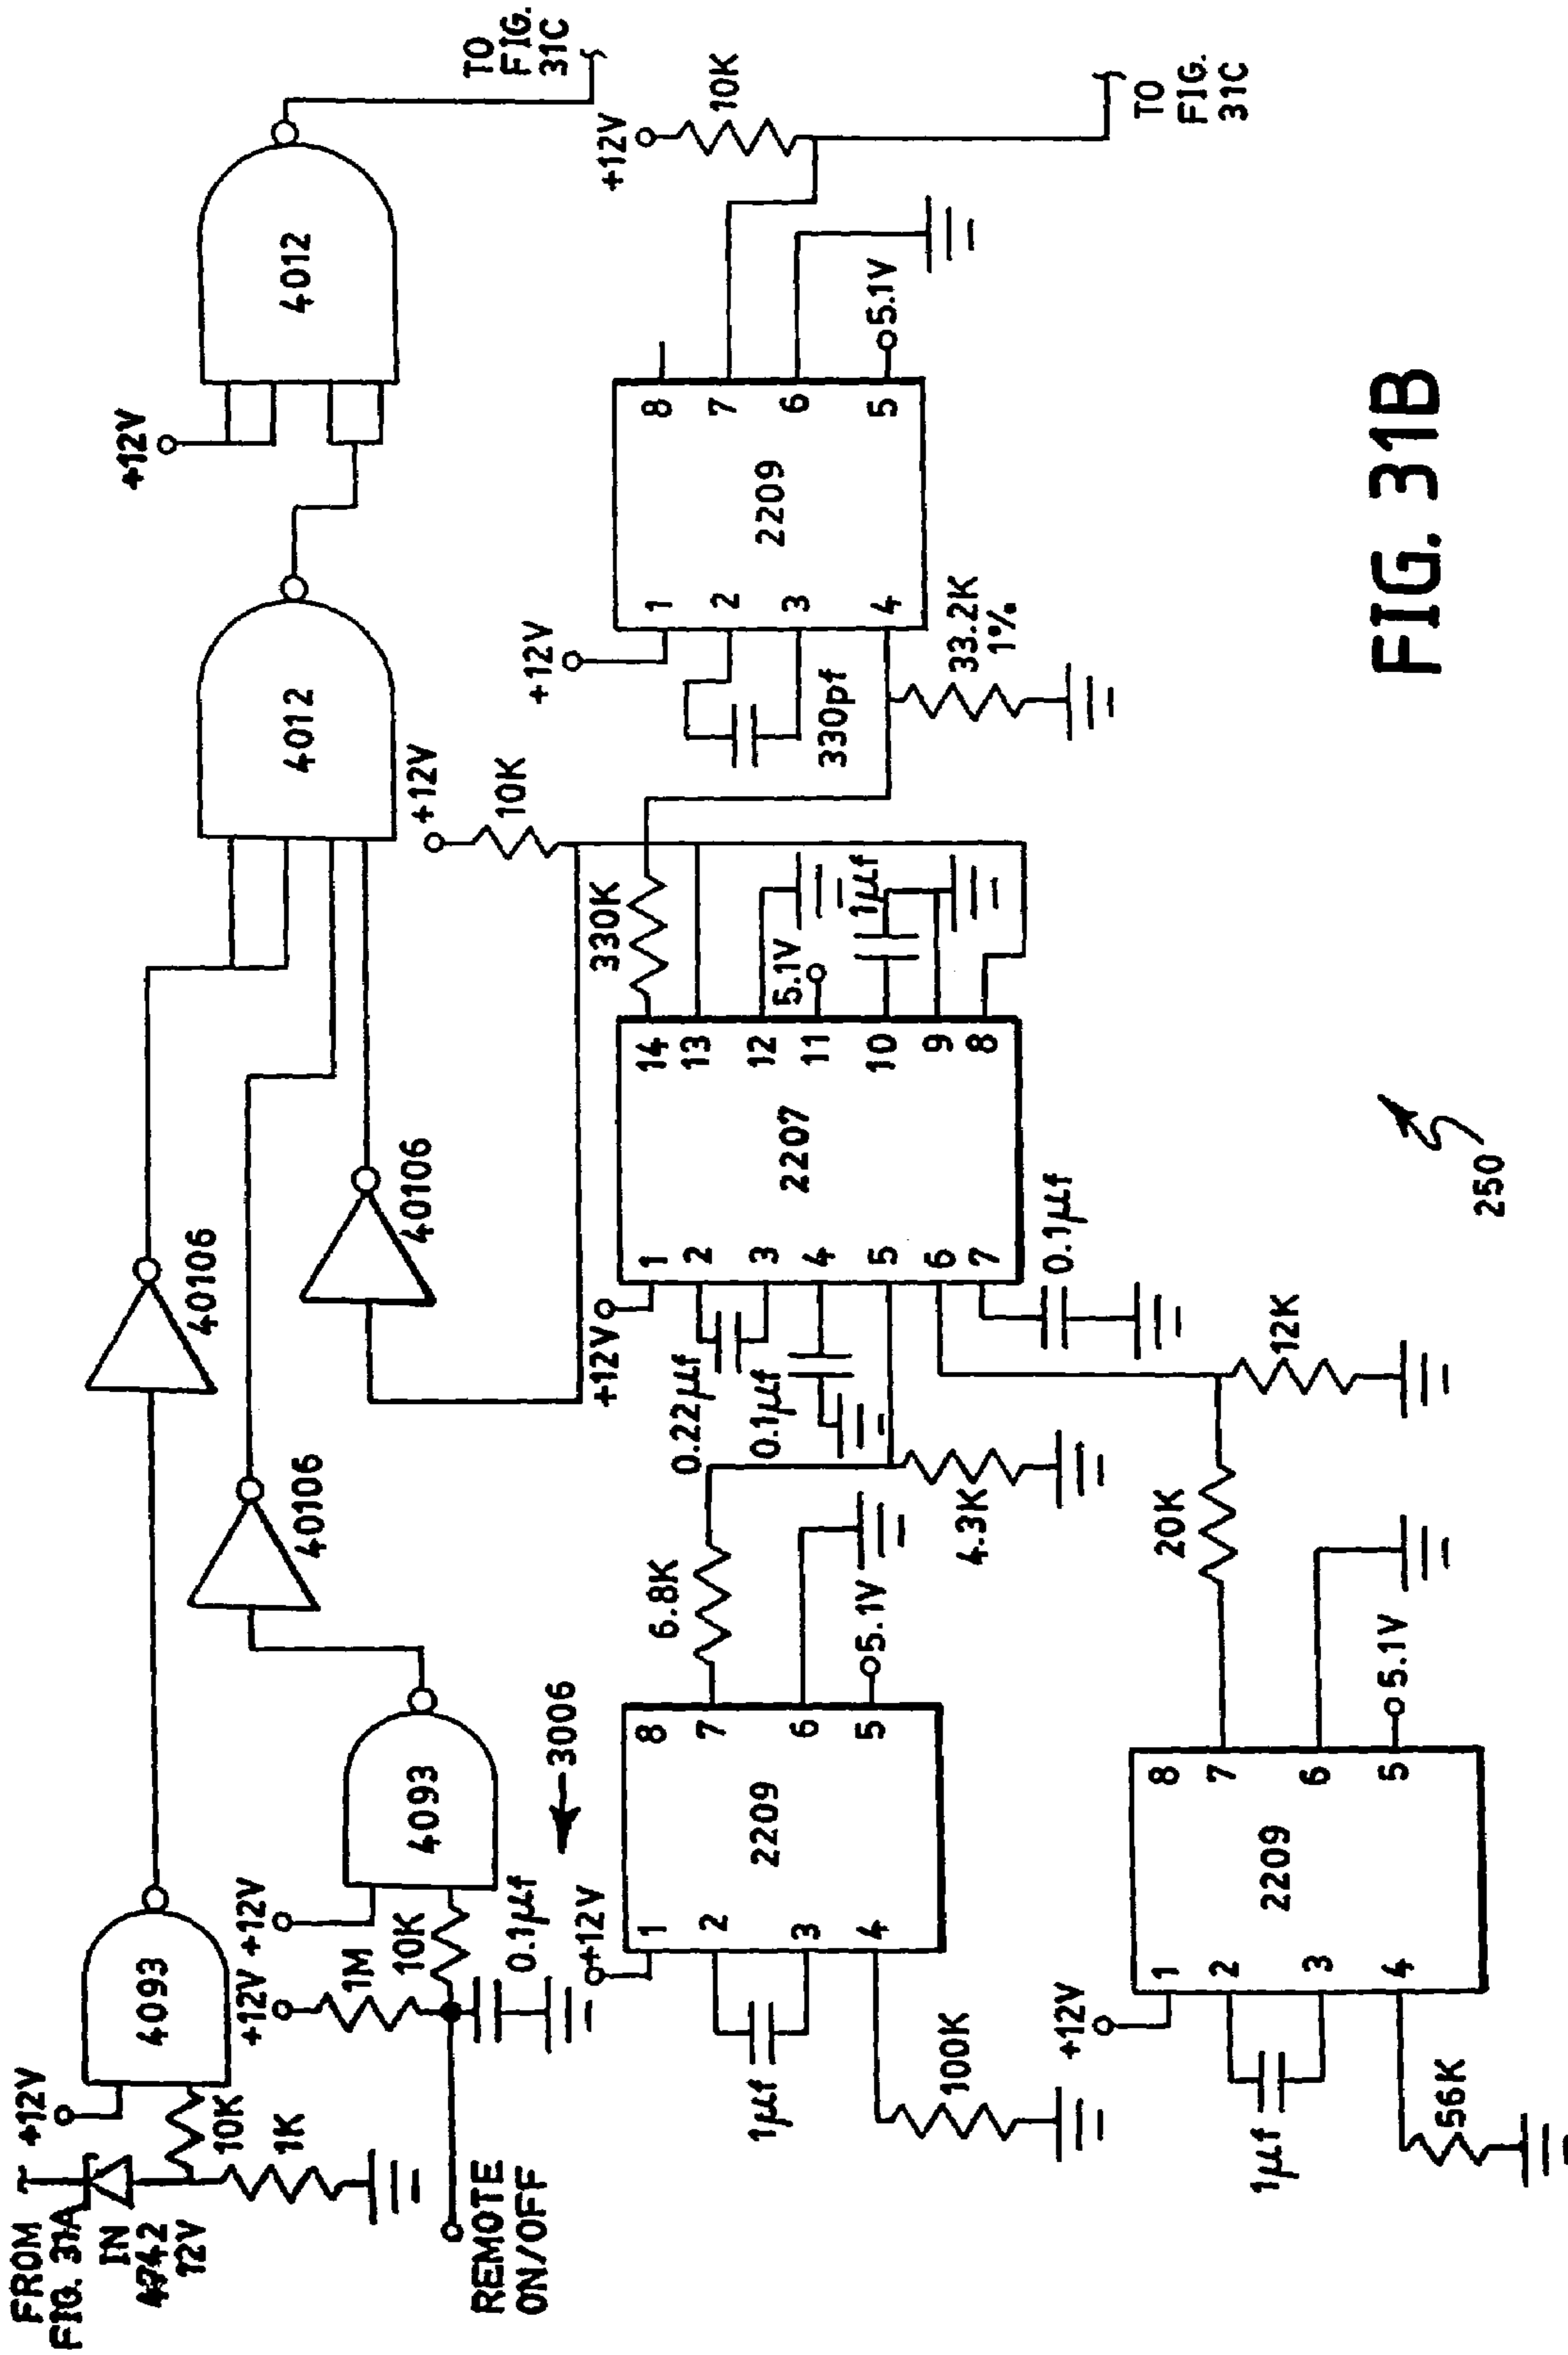 FROM
FIG. 31A
IN
4742
12V
+12V
10K
1K
4093
40106
+12V
+12V
1M
10K
0.1µf
4093
REMOTE
ON/OFF
40106
40106
4012
+12V
4012
TO
FIG.
31C
3006
+12V
1
2
3
4
2209
8
7
6
5
1µf
100K
6.8K
5.1V
4.3K
+12V
1
2
3
4
2209
8
7
6
5
1µf
56K
20K
5.1V
12K
+12V
0.22µf
0.1µf
0.1µf
1
2
3
4
5
6
7
2207
14
13
12
11
10
9
8
+12V
10K
330K
5.1V
1µf
+12V
330pf
33.2K
1%
1
2
3
4
2209
8
7
6
5
5.1V
+12V
10K
TO
FIG.
31C
250
FIG. 31B